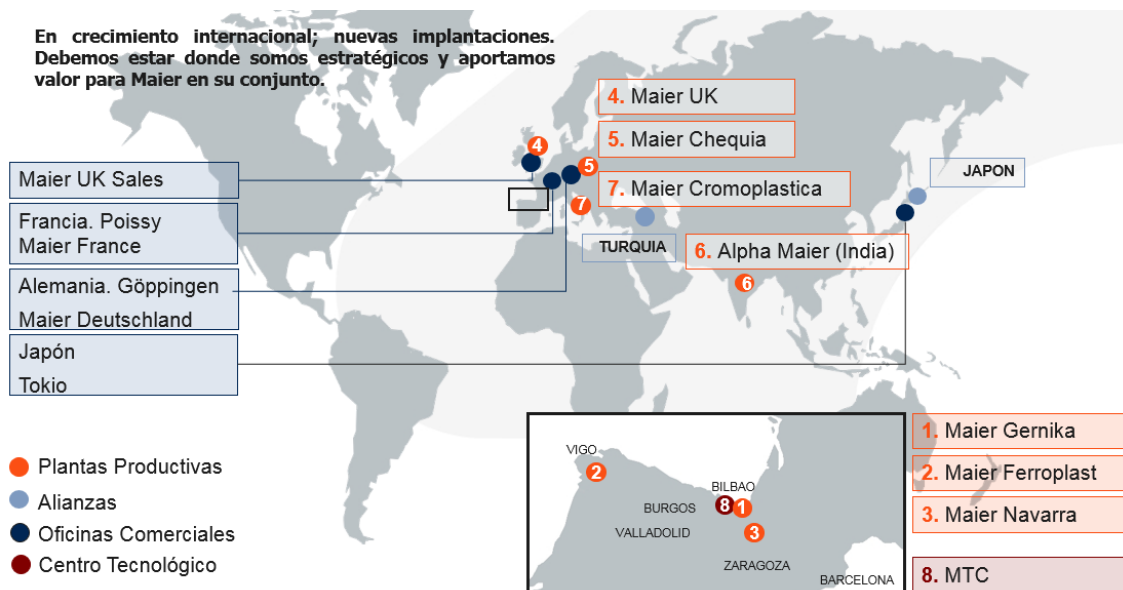 En crecimiento internacional; nuevas implantaciones.
Debemos estar donde somos estratégicos y aportamos
valor para Maier en su conjunto.
4. Maier UK
5. Maier Chequia
7. Maier Cromoplastica
6. Alpha Maier (India)
JAPON
TURQUIA
4
5
7
6
Maier UK Sales
Francia. Poissy
Maier France
Alemania. Göppingen
Maier Deutschland
Japón
Tokio
Plantas Productivas
Alianzas
Oficinas Comerciales
Centro Tecnológico
VIGO
2
BILBAO
BURGOS
8
1
VALLADOLID
3
ZARAGOZA
BARCELONA
1. Maier Gernika
2. Maier Ferroplast
3. Maier Navarra
8. MTC